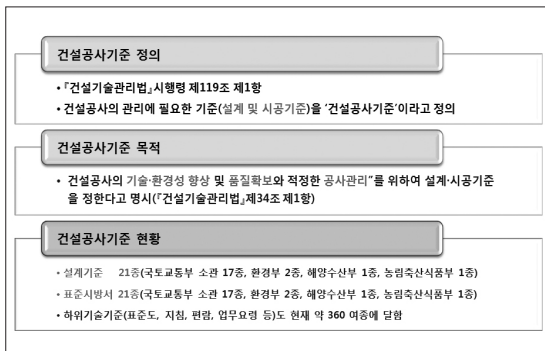 건설공사기준 정의
• 『건설기술관리법』시행령 제119조 제1항
• 건설공사의 관리에 필요한 기준(설계 및 시공기준)을 ‘건설공사기준’이라고 정의
건설공사기준 목적
• 건설공사의 기술·환경성 향상 및 품질확보와 적정한 공사관리”를 위하여 설계·시공기준
을 정한다고 명시(『건설기술관리법』제34조 제1항)
건설공사기준 현황
• 설계기준 21종(국토교통부 소관 17종, 환경부 2종, 해양수산부 1종, 농림축산식품부 1종)
• 표준시방서 21종(국토교통부 소관 17종, 환경부 2종, 해양수산부 1종, 농림축산식품부 1종)
• 하위기술기준(표준도, 지침, 편람, 업무요령 등)도 현재 약 360 여종에 달함